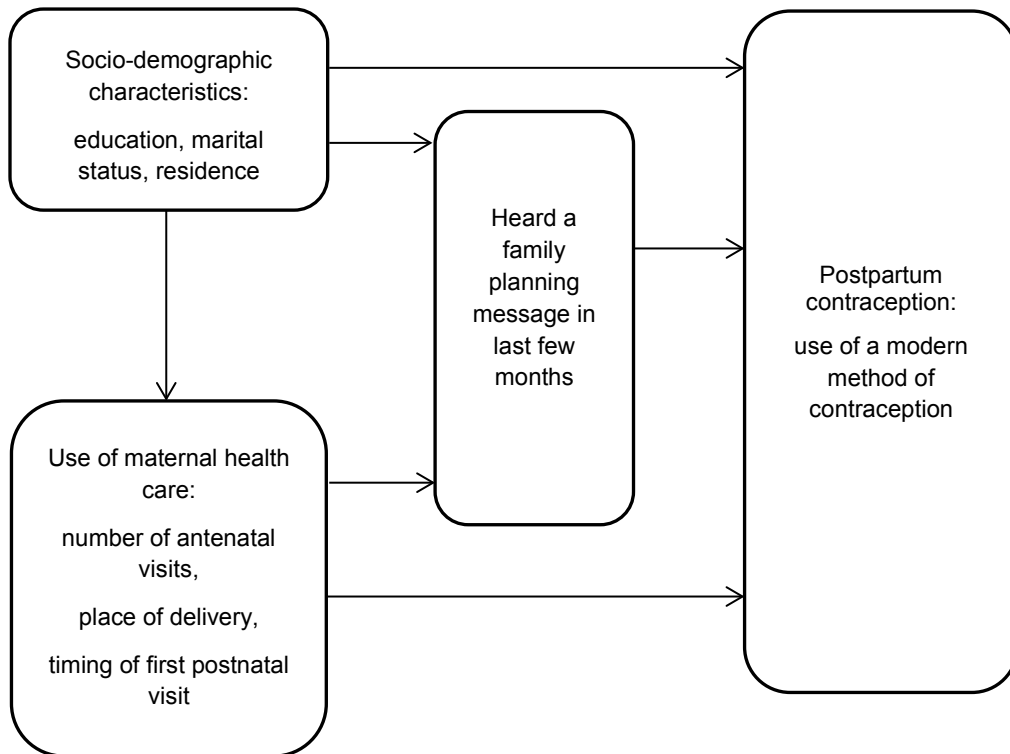 Socio-demographic
characteristics:
education, marital
status, residence
Heard a
family
planning
message in
last few
months
Postpartum
contraception:
use of a modern
method of
contraception
Use of maternal health
care:
number of antenatal
visits,
place of delivery,
timing of first postnatal
visit